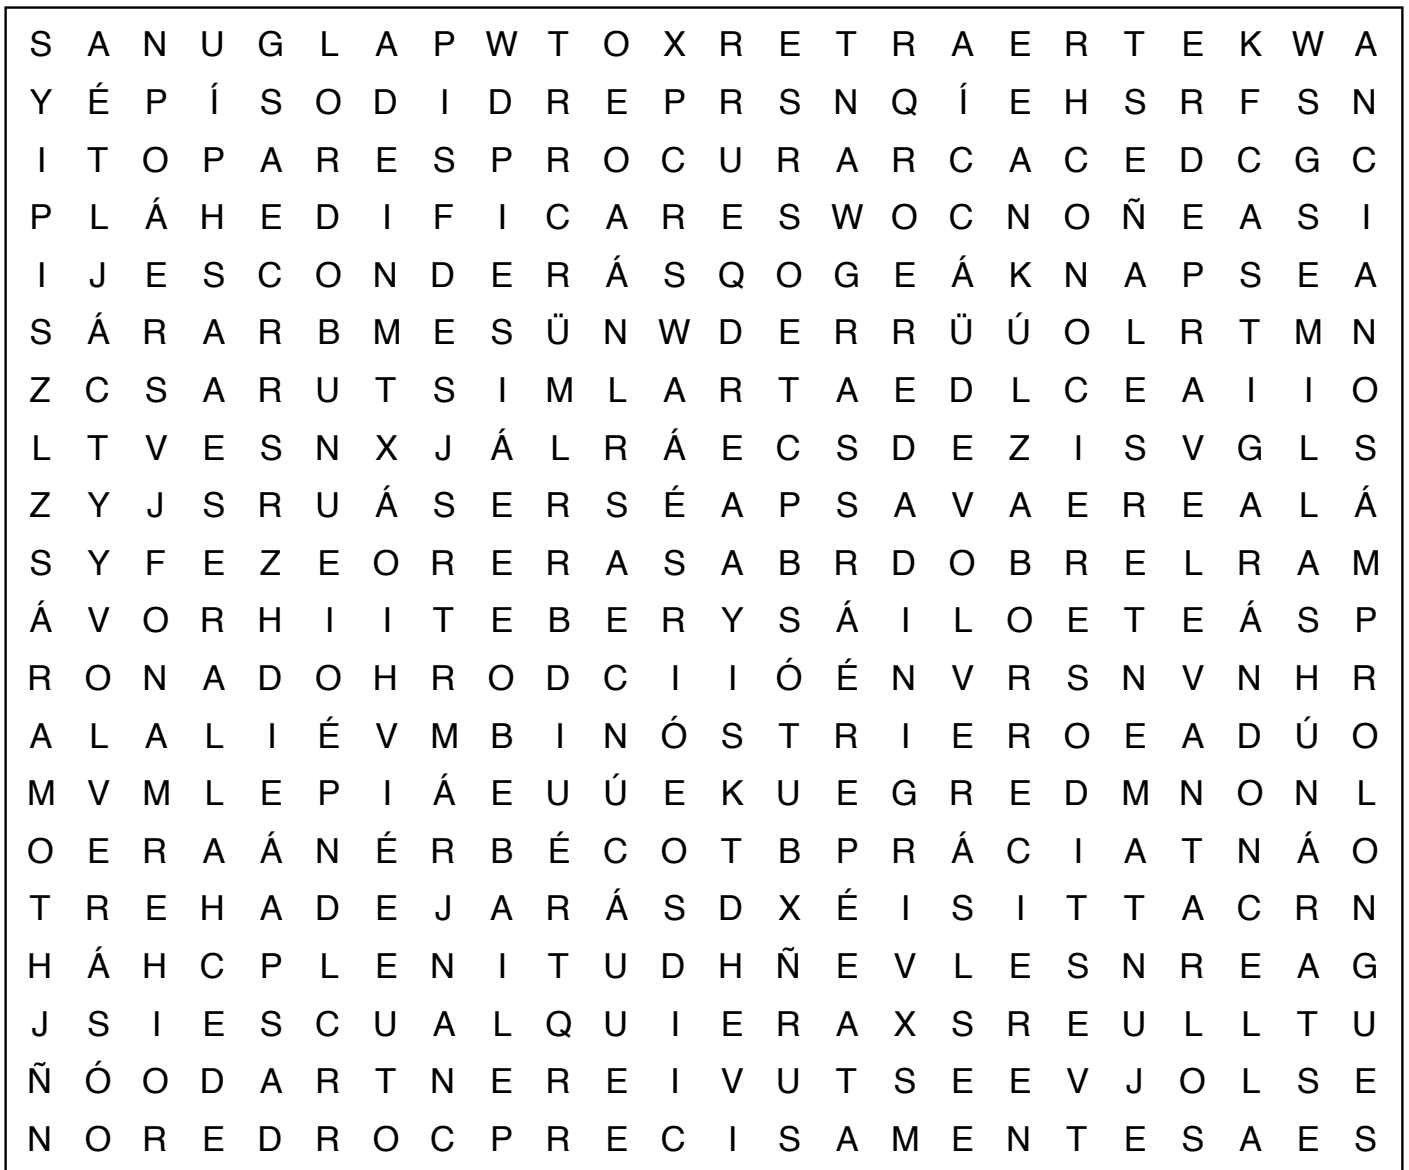 S A N U G L A P W T O X R E T R A E R T E K W A
Y É P Í S O D I D R E P R S N Q Í E H S R F S N
I T O P A R E S P R O C U R A R C A C E D C G C
P L Á H E D I F I C A R E S W O C N O Ñ E A S I
I J E S C O N D E R Á S Q O G E Á K N A P S E A
S Á R A R B M E S Ü N W D E R R Ü Ú O L R T M N
Z C S A R U T S I M L A R T A E D L C E A I I O
L T V E S N X J Á L R Á E C S D E Z I S V G L S
Z Y J S R U Á S E R S É A P S A V A E R E A L Á
S Y F E Z E O R E R A S A B R D O B R E L R A M
Á V O R H I I T E B E R Y S Á I L O E T E Á S P
R O N A D O H R O D C I I Ó É N V R S N V N H R
A L A L I É V M B I N Ó S T R I E R O E A D Ú O
M V M L E P I Á E U Ú E K U E G R E D M N O N L
O E R A Á N É R B É C O T B P R Á C I A T N Á O
T R E H A D E J A R Á S D X É I S I T T A C R N
H Á H C P L E N I T U D H Ñ E V L E S N R E A G
J S I E S C U A L Q U I E R A X S R E U L L T U
Ñ Ó O D A R T N E R E I V U T S E E V J O L S E
N O R E D R O C P R E C I S A M E N T E S A E S